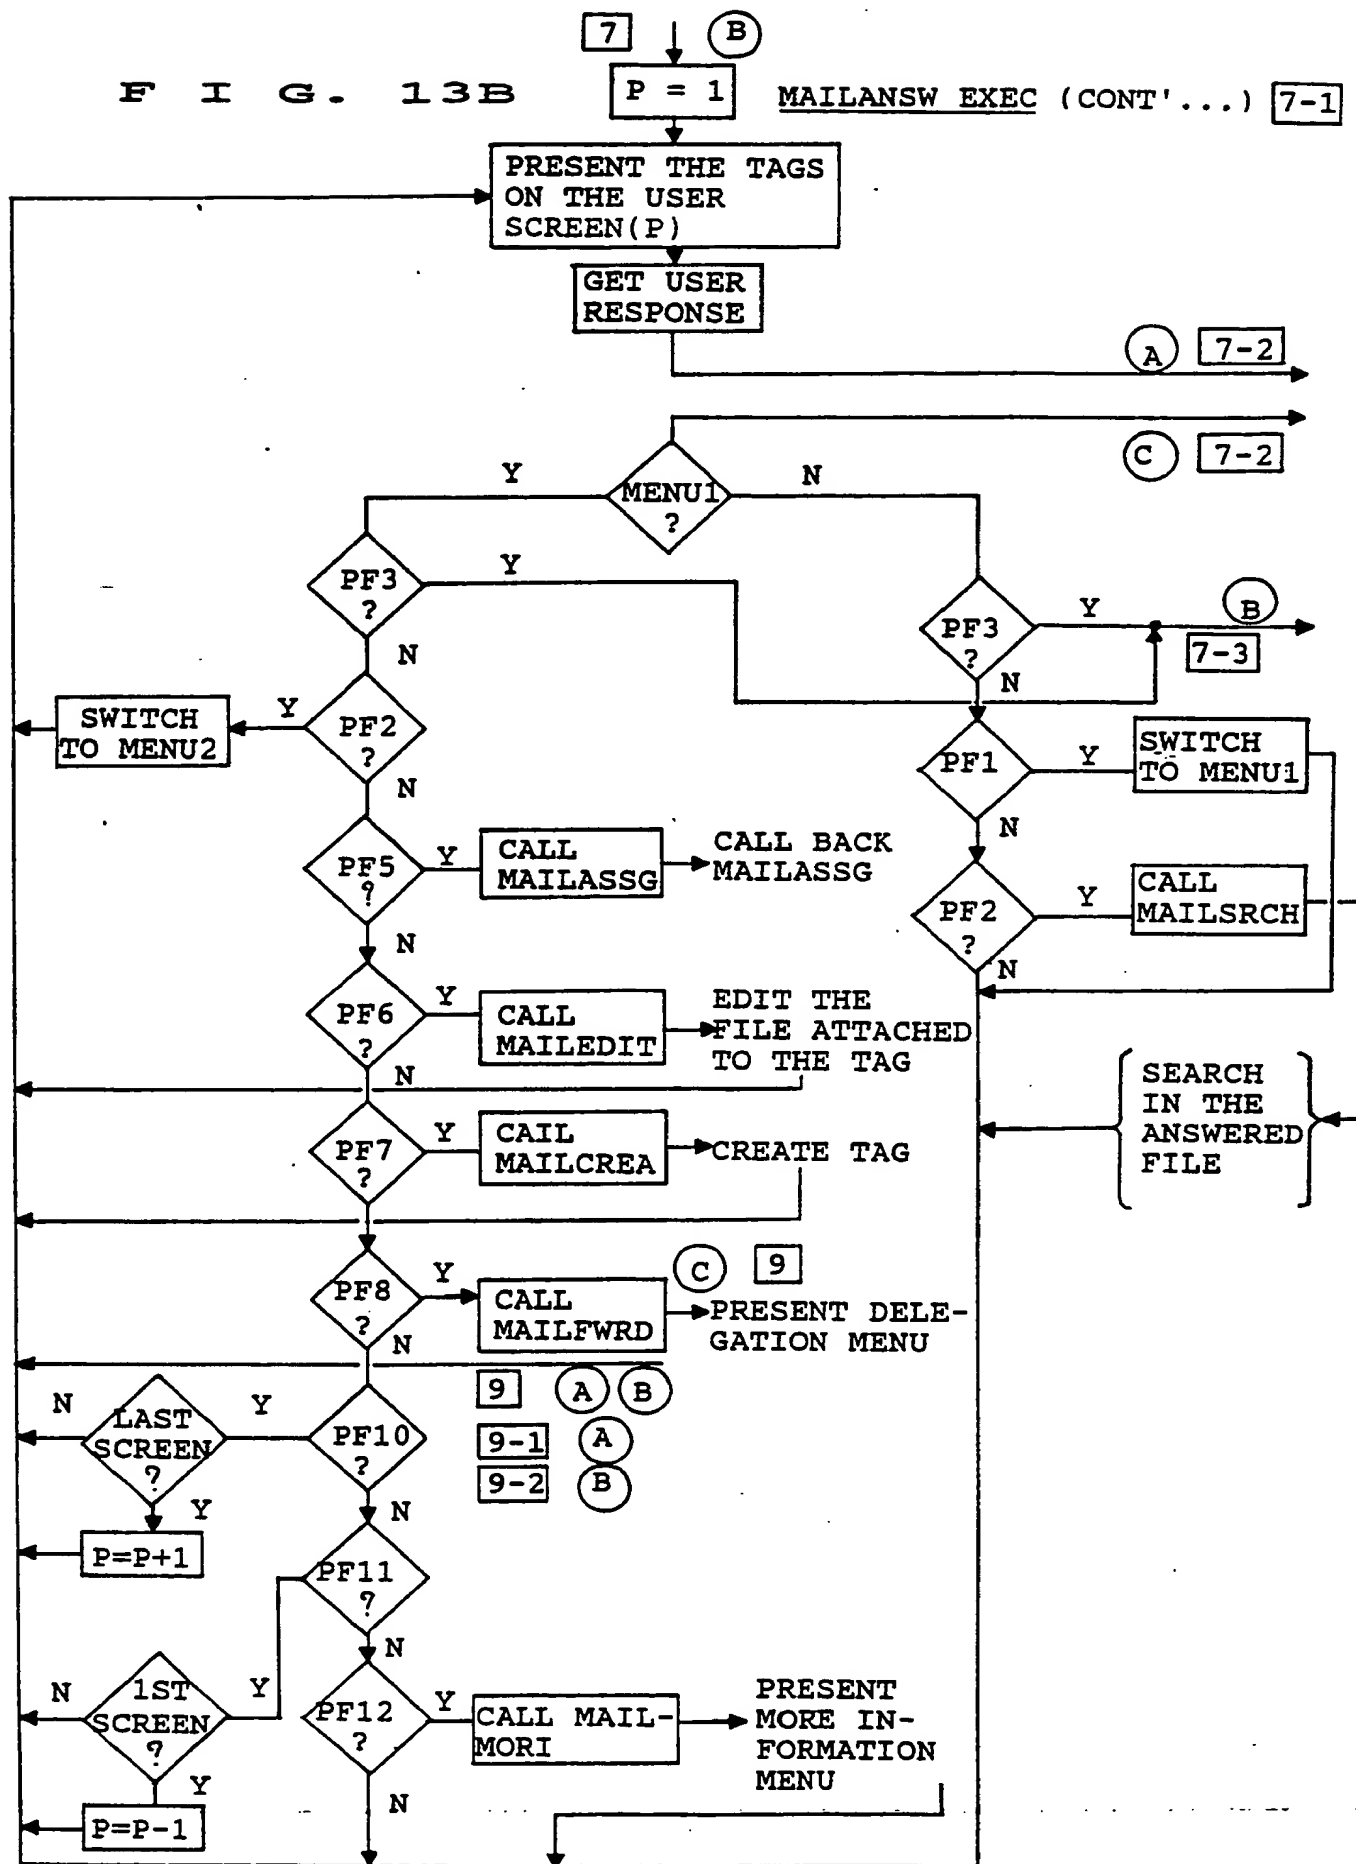 7 B
F I G. 13B
P = 1
MAILANSW EXEC (CONT'...) 7-1
PRESENT THE TAGS
ON THE USER
SCREEN(P)
GET USER
RESPONSE
A 7-2
C 7-2
Y
MENU1
?
N
PF3
?
Y
N
PF3
?
Y
B
7-3
N
SWITCH
TO MENU2
Y
PF2
?
N
PF1
Y
SWITCH
TO MENU1
N
PF5
?
Y
CALL
MAILASSG
CALL BACK
MAILASSG
N
PF2
?
Y
CALL
MAILSRCH
N
PF6
?
Y
CALL
MAILEDIT
EDIT THE
FILE ATTACHED
TO THE TAG
N
SEARCH
IN THE
ANSWERED
FILE
PF7
?
Y
CAIL
MAILCREA
CREATE TAG
PF8
?
Y
CALL
MAILFWRD
C 9
PRESENT DELE-
GATION MENU
N
9 A B
9-1 A
9-2 B
N
LAST
SCREEN
?
Y
PF10
?
Y
P=P+1
N
PF11
?
N
N
1ST
SCREEN
?
Y
PF12
?
Y
CALL MAIL-
MORI
PRESENT
MORE IN-
FORMATION
MENU
Y
P=P-1
N